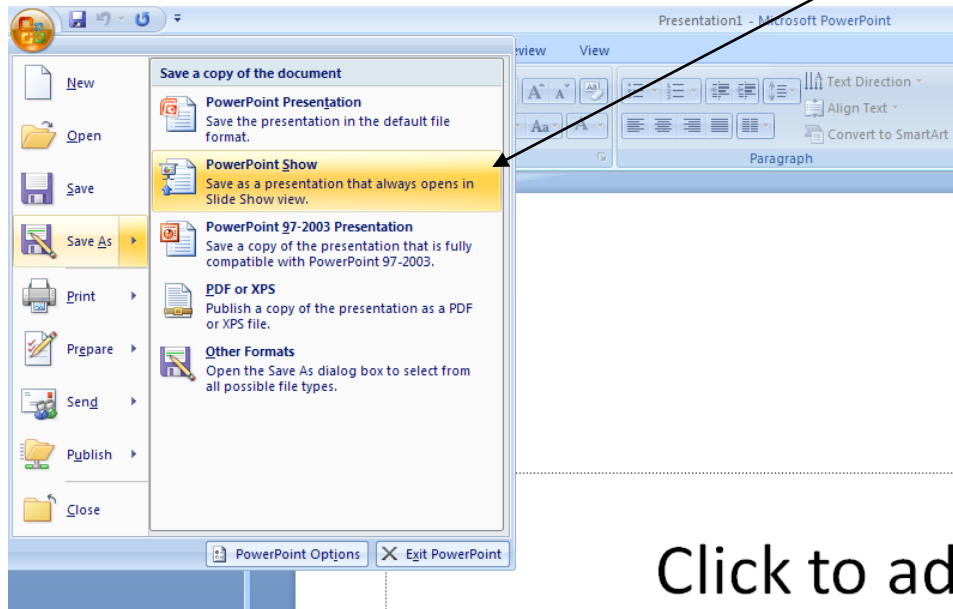 Presentation1 - Microsoft PowerPoint
View
New
Open
Save
Save As
Print
Prepare
Send
Publish
Close
Save a copy of the document
PowerPoint Presentation
Save the presentation in the default file
format.
PowerPoint Show
Save as a presentation that always opens in
Slide Show view.
PowerPoint 97-2003 Presentation
Save a copy of the presentation that is fully
compatible with PowerPoint 97-2003.
PDF or XPS
Publish a copy of the presentation as a PDF
or XPS file.
Other Formats
Open the Save As dialog box to select from
all possible file types.
PowerPoint Options
Exit PowerPoint
Aa
Text Direction
Align Text
Convert to SmartArt
Paragraph
Click to ad